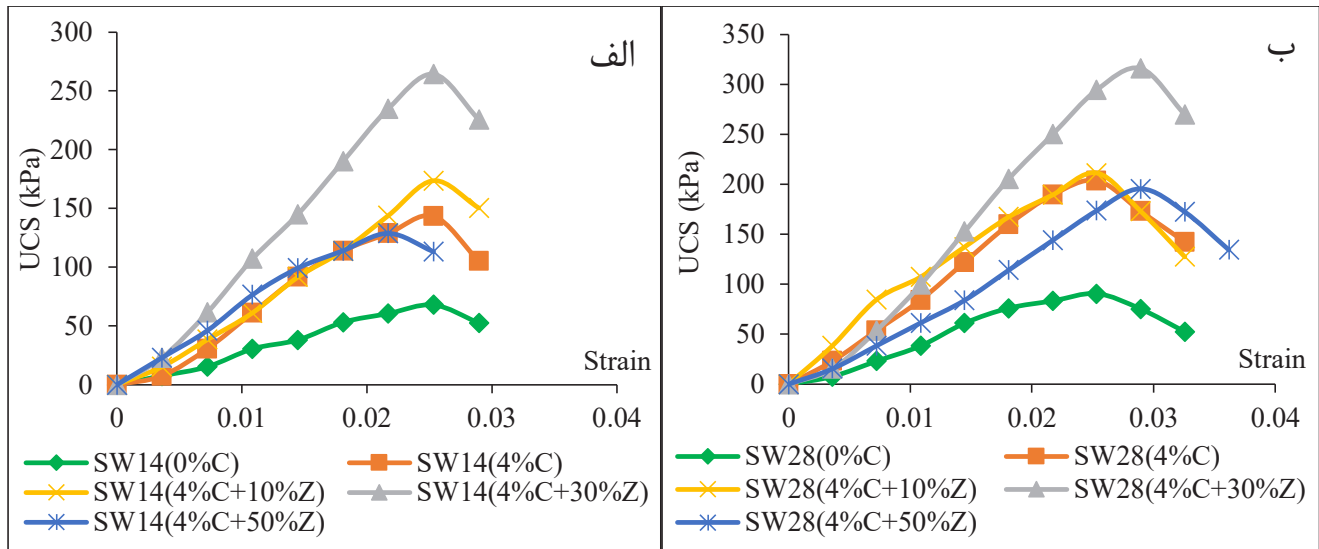 الف
UCS (kPa)
300
250
200
150
100
50
0
Strain
0 0.01 0.02 0.03 0.04
SW14(0%C) SW14(4%C)
SW14(4%C+10%Z) SW14(4%C+30%Z)
SW14(4%C+50%Z)
ب
UCS (kPa)
350
300
250
200
150
100
50
0
Strain
0 0.01 0.02 0.03 0.04
SW28(0%C) SW28(4%C)
SW28(4%C+10%Z) SW28(4%C+30%Z)
SW28(4%C+50%Z)